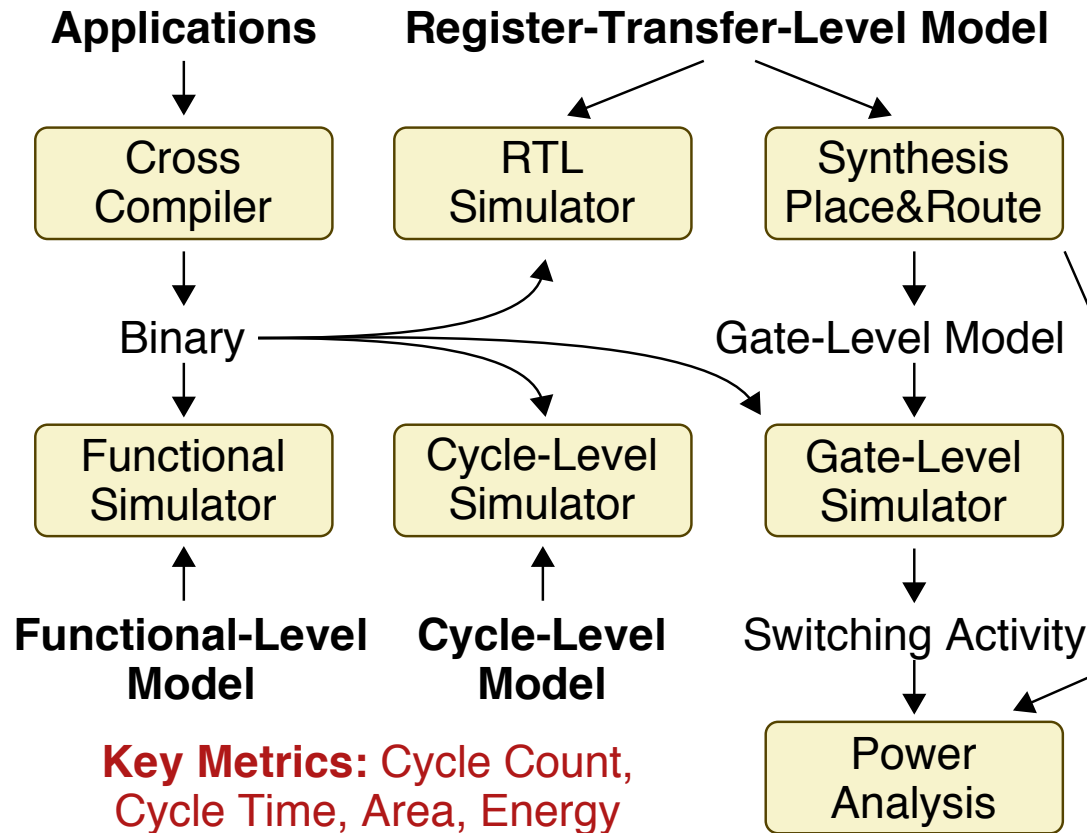 Applications
Register-Transfer-Level Model
Cross
Compiler
RTL
Simulator
Synthesis
Place&Route
Binary
Gate-Level Model
Functional
Simulator
Cycle-Level
Simulator
Gate-Level
Simulator
Functional-Level
Model
Cycle-Level
Model
Switching Activity
Key Metrics: Cycle Count,
Cycle Time, Area, Energy
Power
Analysis